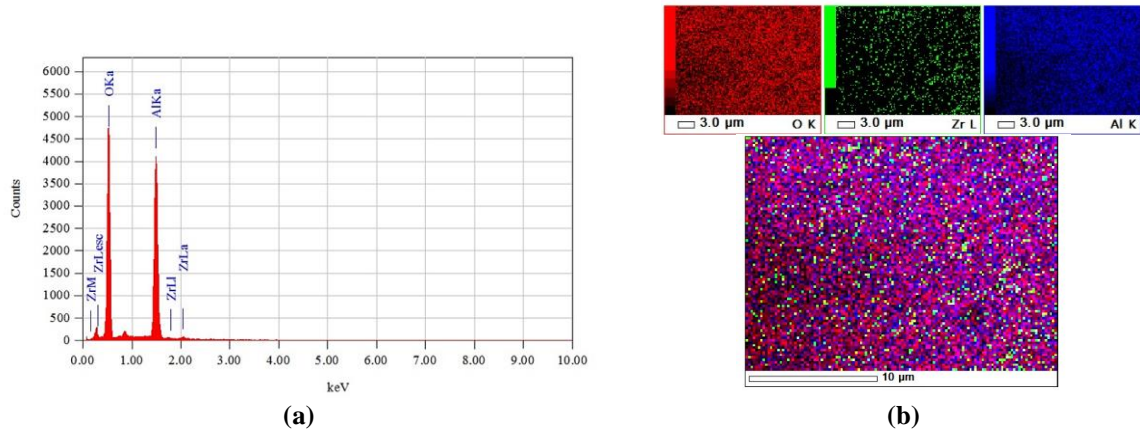 6000
5500
5000
4500
4000
3500
3000
2500
2000
1500
1000
500
0
Counts
ZrM
ZrLesc
OKa
AlKa
ZrLl
ZrLa
0.00 1.00 2.00 3.00 4.00 5.00 6.00 7.00 8.00 9.00 10.00
keV
(a)
3.0 µm O K
3.0 µm Zr L
3.0 µm Al K
10 µm
(b)